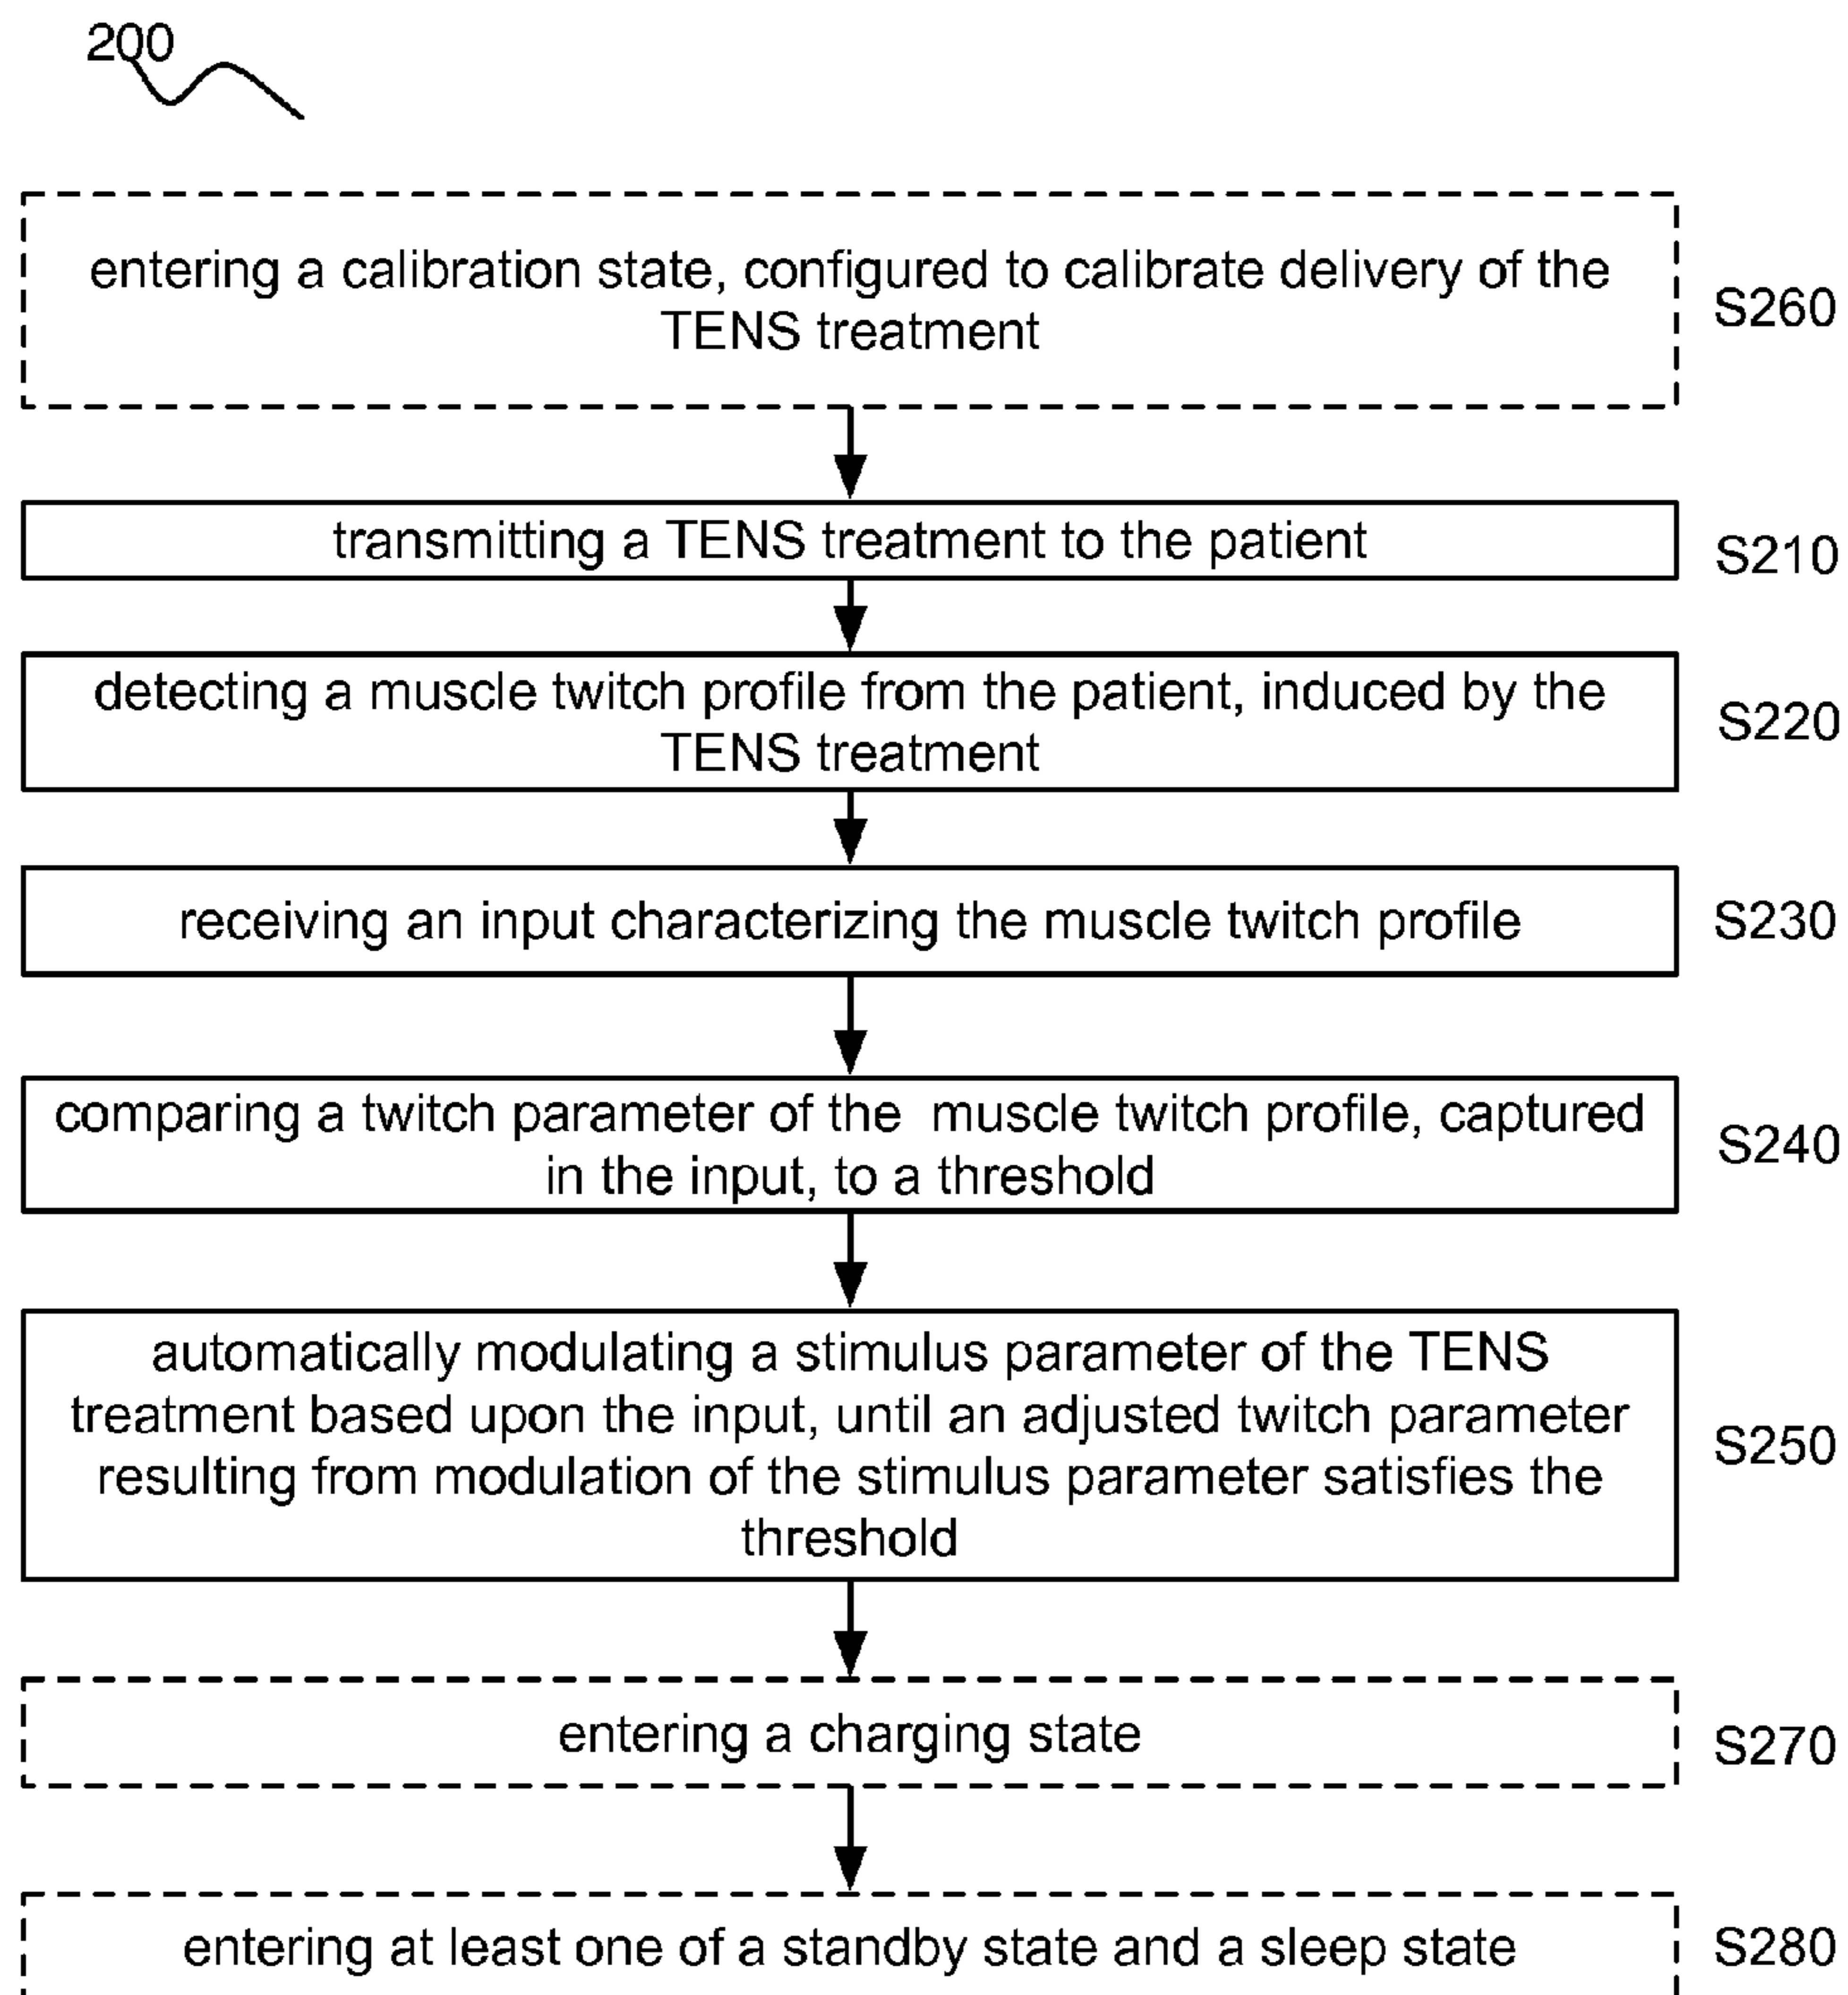 200
entering a calibration state, configured to calibrate delivery of the
TENS treatment
S260
transmitting a TENS treatment to the patient
S210
detecting a muscle twitch profile from the patient, induced by the
TENS treatment
S220
receiving an input characterizing the muscle twitch profile
S230
comparing a twitch parameter of the muscle twitch profile, captured
in the input, to a threshold
S240
automatically modulating a stimulus parameter of the TENS
treatment based upon the input, until an adjusted twitch parameter
resulting from modulation of the stimulus parameter satisfies the
threshold
S250
entering a charging state
S270
entering at least one of a standby state and a sleep state
S280